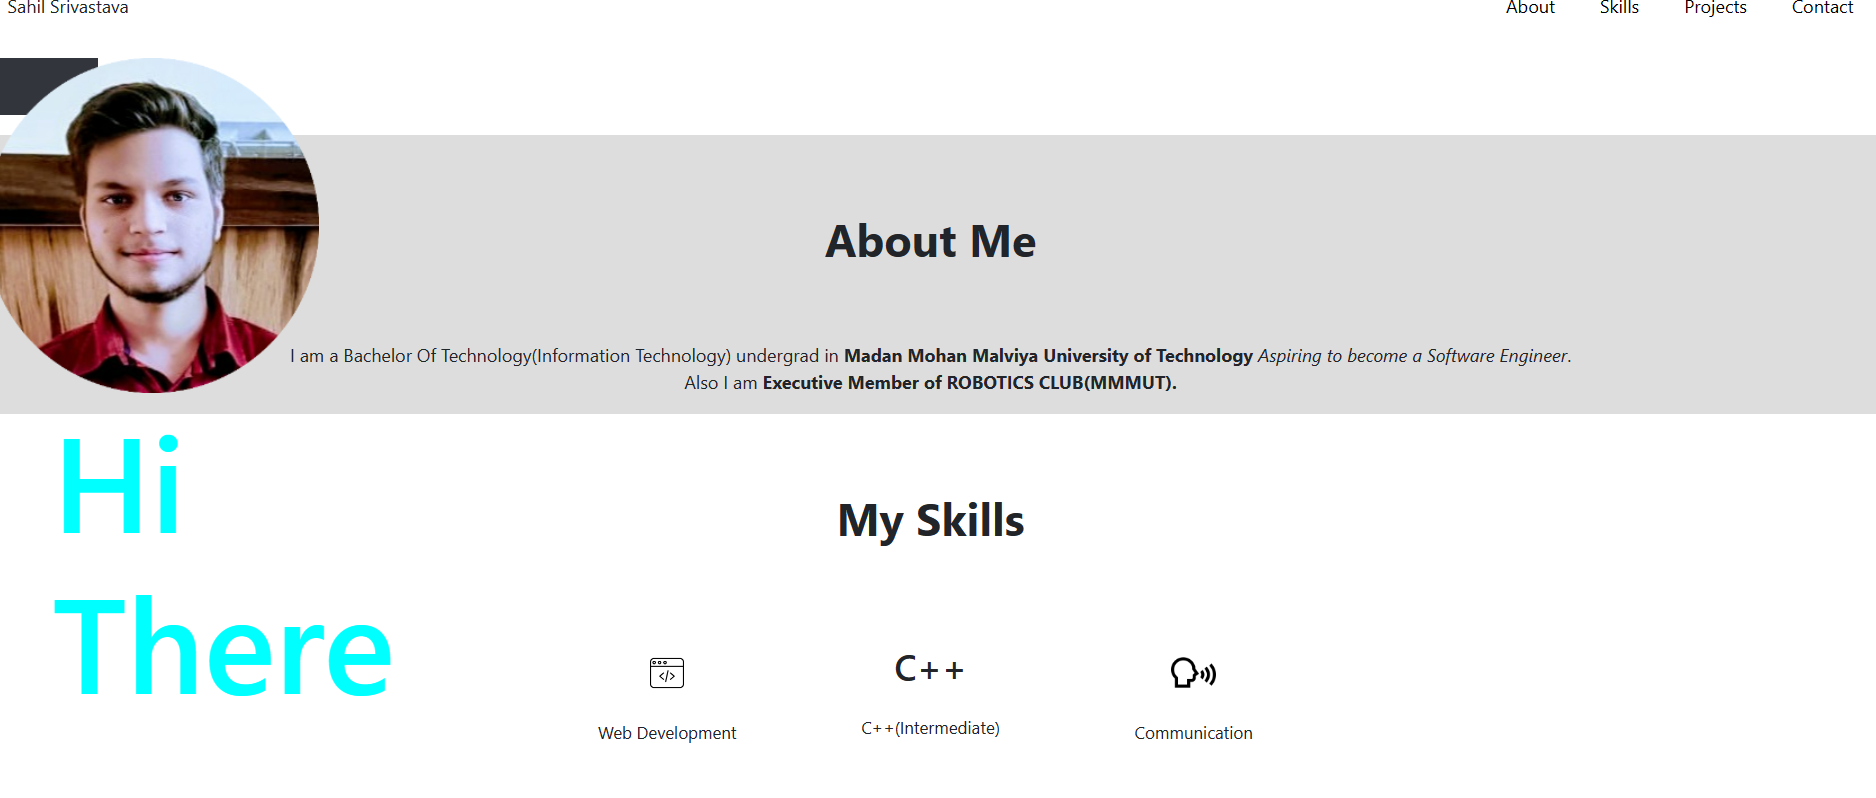 Sahil Srivastava
About Skills Projects Contact
About Me
I am a Bachelor Of Technology(Information Technology) undergrad in Madan Mohan Malviya University of Technology Aspiring to become a Software Engineer.
Also I am Executive Member of ROBOTICS CLUB(MMMUT).
Hi
There
My Skills
C++
Web Development
C++(Intermediate)
Communication